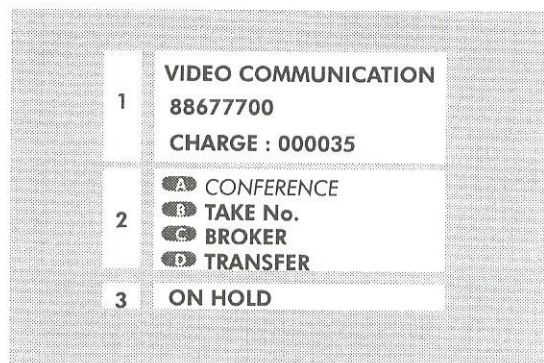 1
VIDEO COMMUNICATION
88677700
CHARGE : 000035
2
A CONFERENCE
B TAKE No.
C BROKER
D TRANSFER
3 ON HOLD